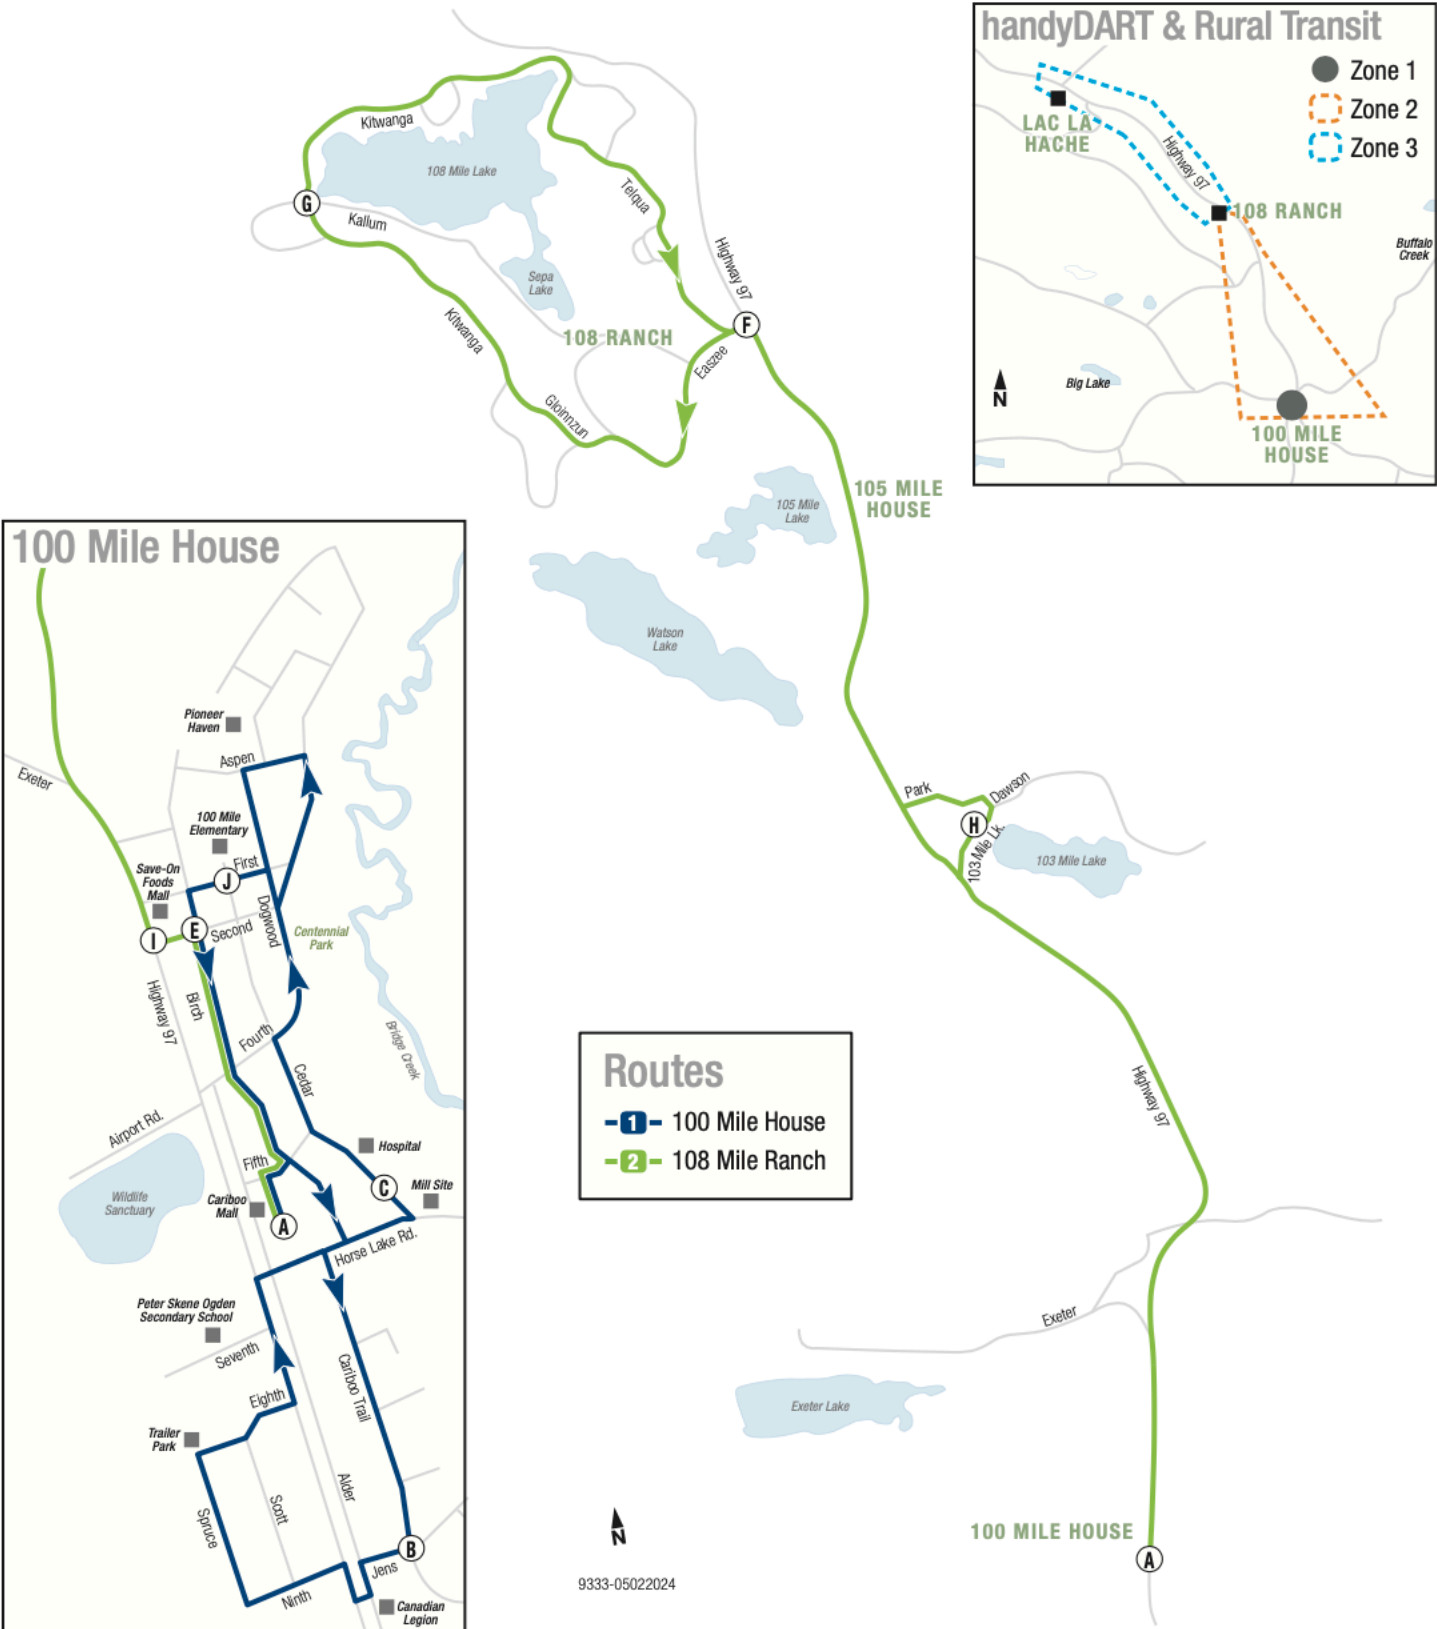 handyDART & Rural Transit
Zone 1
Zone 2
Zone 3
LAC LA
HACHE
Highway 97
108 RANCH
Buffalo
Creek
Big Lake
N
100 MILE
HOUSE
Kitwanga
108 Mile Lake
G
Kallum
Telqua
Highway 97
Sepa
Lake
F
Kitwanga
108 RANCH
Easzee
Gloinnzun
105 MILE
HOUSE
105 Mile
Lake
Watson
Lake
Park
Dawson
H
103 Mile Lk.
103 Mile Lake
Highway 97
Exeter
Exeter Lake
N
100 MILE HOUSE
A
9333-05022024
Routes
1 100 Mile House
2 108 Mile Ranch
100 Mile House
Pioneer
Haven
Aspen
Exeter
100 Mile
Elementary
First
Save-On
Foods
Mall
J
Dogwood
E
Second
I
Centennial
Park
Highway 97
Birch
Fourth
Bridge Creek
Cedar
Airport Rd.
Hospital
Fifth
C
Mill Site
Wildlife
Sanctuary
Cariboo
Mall
A
Horse Lake Rd.
Peter Skene Ogden
Secondary School
Seventh
Cariboo Trail
Eighth
Trailer
Park
Alder
Scott
Spruce
B
Jens
Ninth
Canadian
Legion